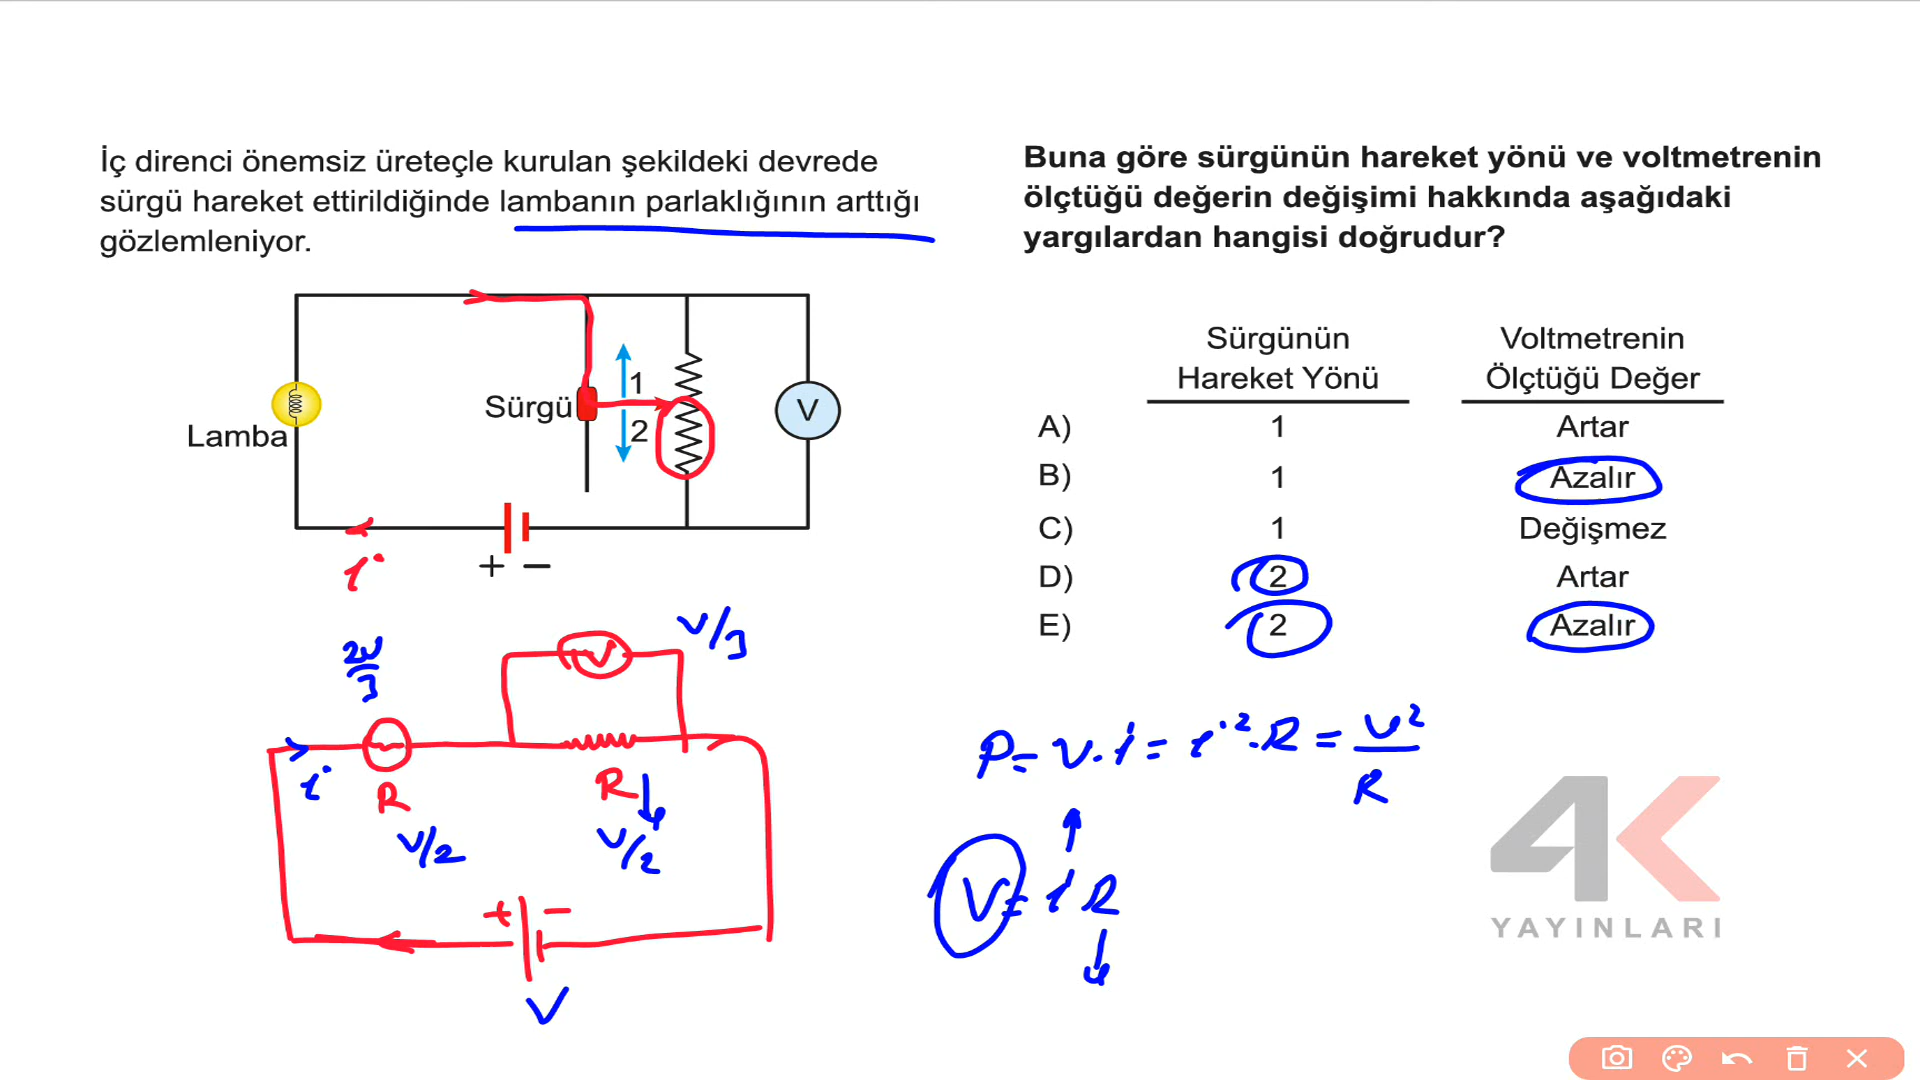 İç direnci önemsiz üreteçle kurulan şekildeki devrede
sürgü hareket ettirildiğinde lambanın parlaklığının arttığı
gözlemleniyor.
1
Sürgü
2
V
Lamba
+ −
i
Buna göre sürgünün hareket yönü ve voltmetrenin
ölçtüğü değerin değişimi hakkında aşağıdaki
yargılardan hangisi doğrudur?
Sürgünün Voltmetrenin
Hareket Yönü Ölçtüğü Değer
A) 1 Artar
B) 1 Azalır
C) 1 Değişmez
D) 2 Artar
E) 2 Azalır
2V/3
V
V/3
i
R
R
V/2
V/2
+ −
V
P = V.i = i².R = V²/R
V = i R
4K
YAYINLARI